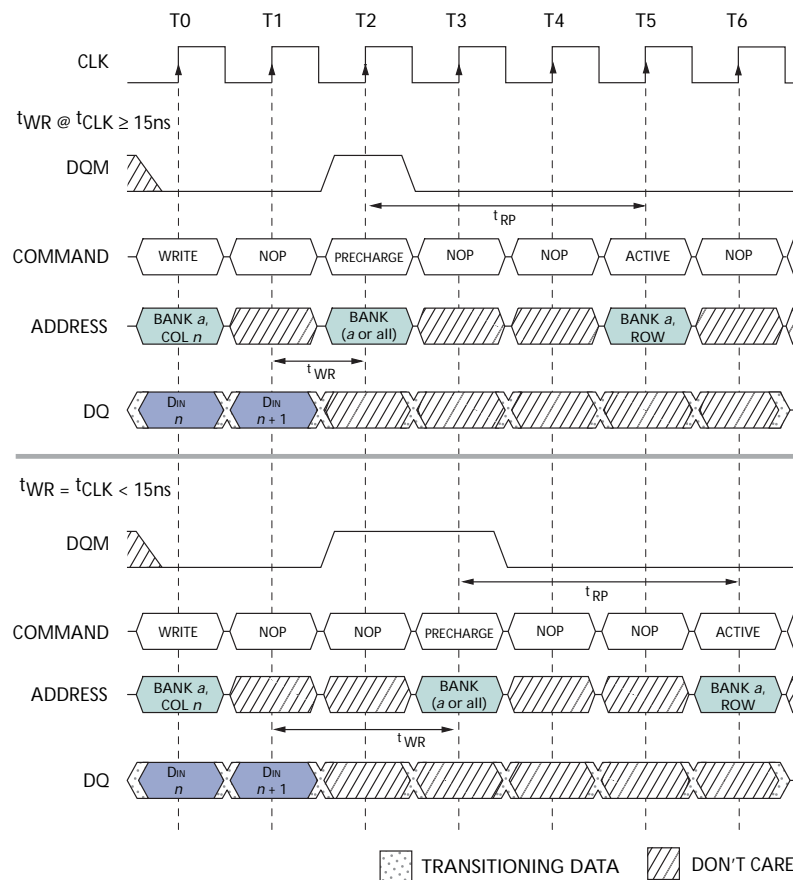 T0 T1 T2 T3 T4 T5 T6
CLK
tWR @ tCLK ≥ 15ns
DQM
tRP
COMMAND WRITE NOP PRECHARGE NOP NOP ACTIVE NOP
ADDRESS BANK a, COL n BANK (a or all) BANK a, ROW
tWR
DQ DIN n DIN n + 1
tWR = tCLK < 15ns
DQM
tRP
COMMAND WRITE NOP NOP PRECHARGE NOP NOP ACTIVE
ADDRESS BANK a, COL n BANK (a or all) BANK a, ROW
tWR
DQ DIN n DIN n + 1
TRANSITIONING DATA DON'T CARE